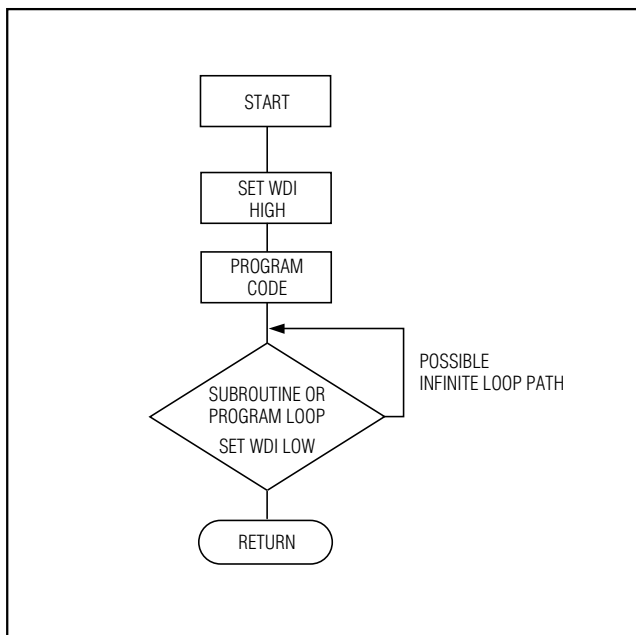 START
SET WDI
HIGH
PROGRAM
CODE
POSSIBLE
INFINITE LOOP PATH
SUBROUTINE OR
PROGRAM LOOP
SET WDI LOW
RETURN